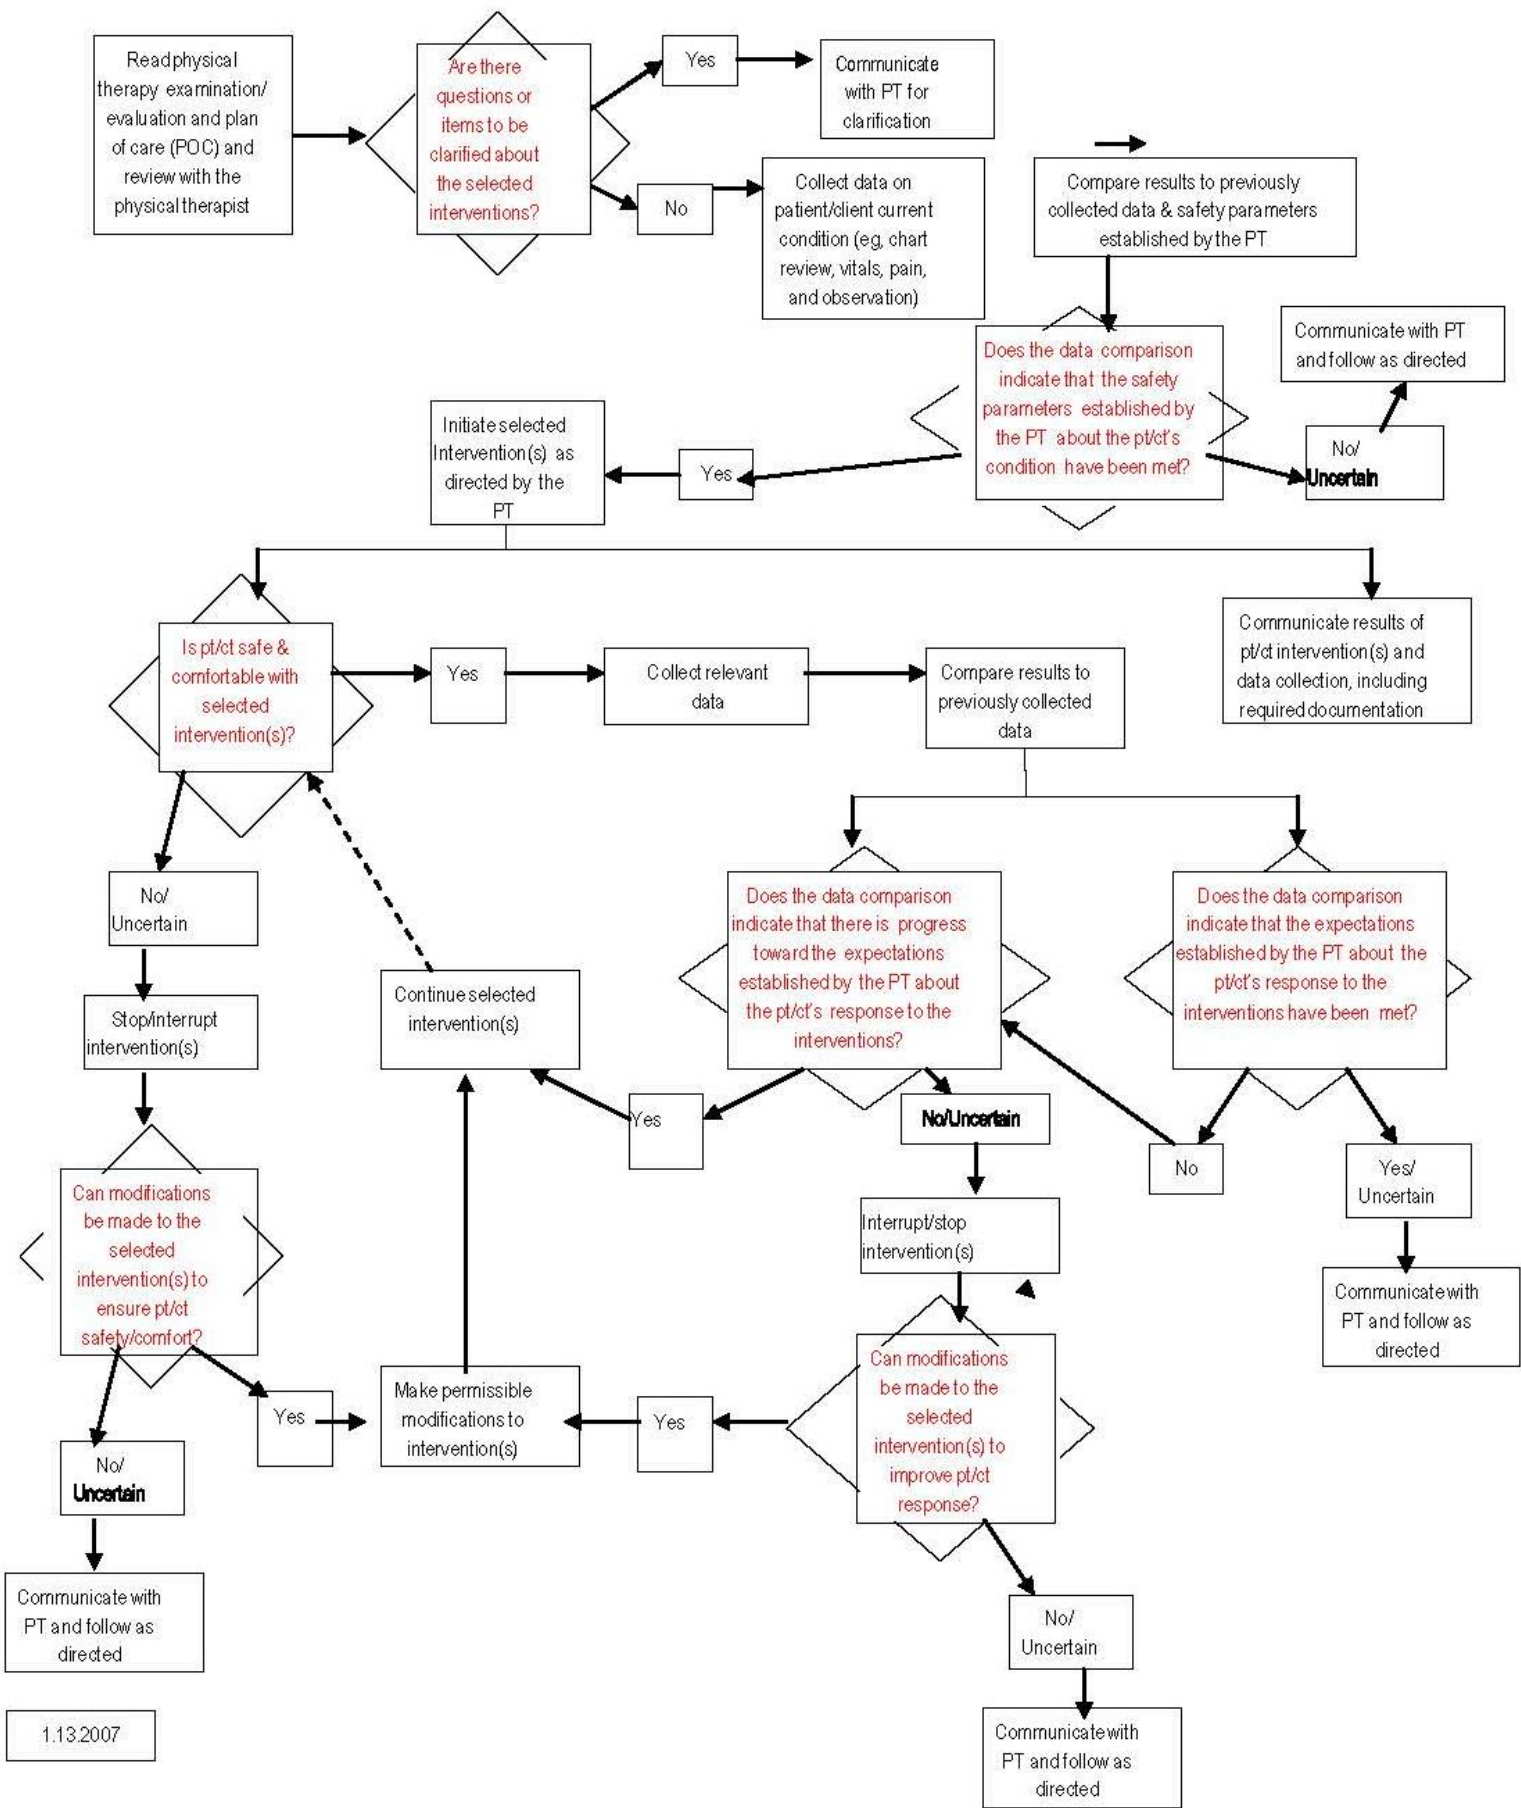 Read physical
therapy examination/
evaluation and plan
of care (POC) and
review with the
physical therapist
Are there
questions or
items to be
clarified about
the selected
interventions?
Yes
Communicate
with PT for
clarification
No
Collect data on
patient/client current
condition (eg, chart
review, vitals, pain,
and observation)
Compare results to previously
collected data & safety parameters
established by the PT
Does the data comparison
indicate that the safety
parameters established by
the PT about the pt/ct's
condition have been met?
Communicate with PT
and follow as directed
No/
Uncertain
Yes
Initiate selected
Intervention(s) as
directed by the
PT
Is pt/ct safe &
comfortable with
selected
intervention(s)?
Yes
Collect relevant
data
Compare results to
previously collected
data
Communicate results of
pt/ct intervention(s) and
data collection, including
required documentation
No/
Uncertain
Stop/interrupt
intervention(s)
Continue selected
intervention(s)
Does the data comparison
indicate that there is progress
toward the expectations
established by the PT about
the pt/ct's response to the
interventions?
Does the data comparison
indicate that the expectations
established by the PT about the
pt/ct's response to the
interventions have been met?
Yes
No/Uncertain
No
Yes/
Uncertain
Can modifications
be made to the
selected
intervention(s) to
ensure pt/ct
safety/comfort?
Interrupt/stop
intervention(s)
Communicate with
PT and follow as
directed
Yes
Make permissible
modifications to
intervention(s)
Yes
Can modifications
be made to the
selected
intervention(s) to
improve pt/ct
response?
No/
Uncertain
Communicate with
PT and follow as
directed
No/
Uncertain
Communicate with
PT and follow as
directed
1.13.2007